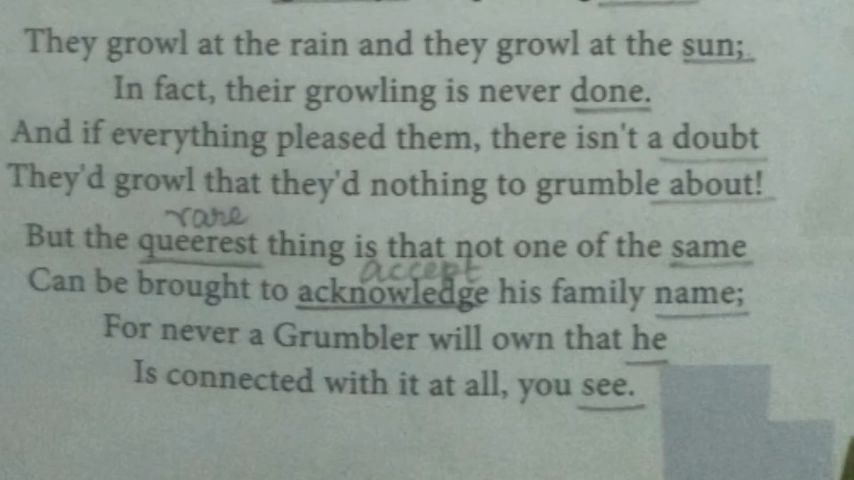 They growl at the rain and they growl at the sun;
In fact, their growling is never done.
And if everything pleased them, there isn't a doubt
They'd growl that they'd nothing to grumble about!
rare
But the queerest thing is that not one of the same
accept
Can be brought to acknowledge his family name;
For never a Grumbler will own that he
Is connected with it at all, you see.